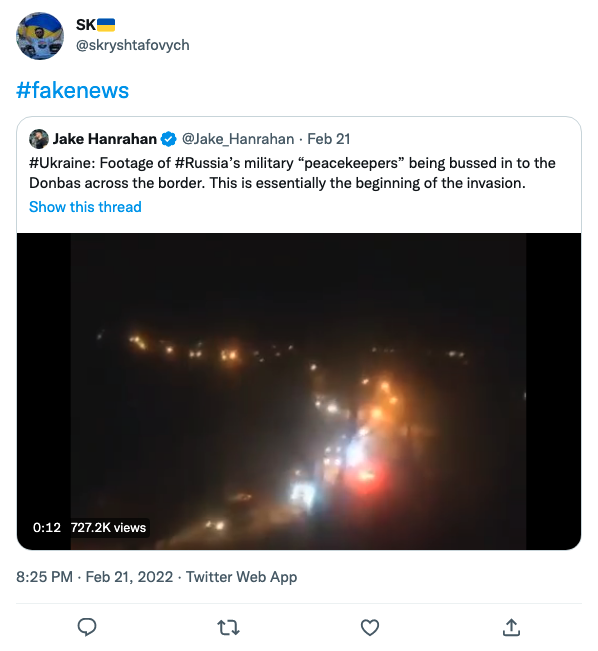 SK🇺🇦
@skryshtafovych
#fakenews
Jake Hanrahan @Jake_Hanrahan · Feb 21
#Ukraine: Footage of #Russia’s military “peacekeepers” being bussed in to the
Donbas across the border. This is essentially the beginning of the invasion.
Show this thread
0:12 727.2K views
8:25 PM · Feb 21, 2022 · Twitter Web App